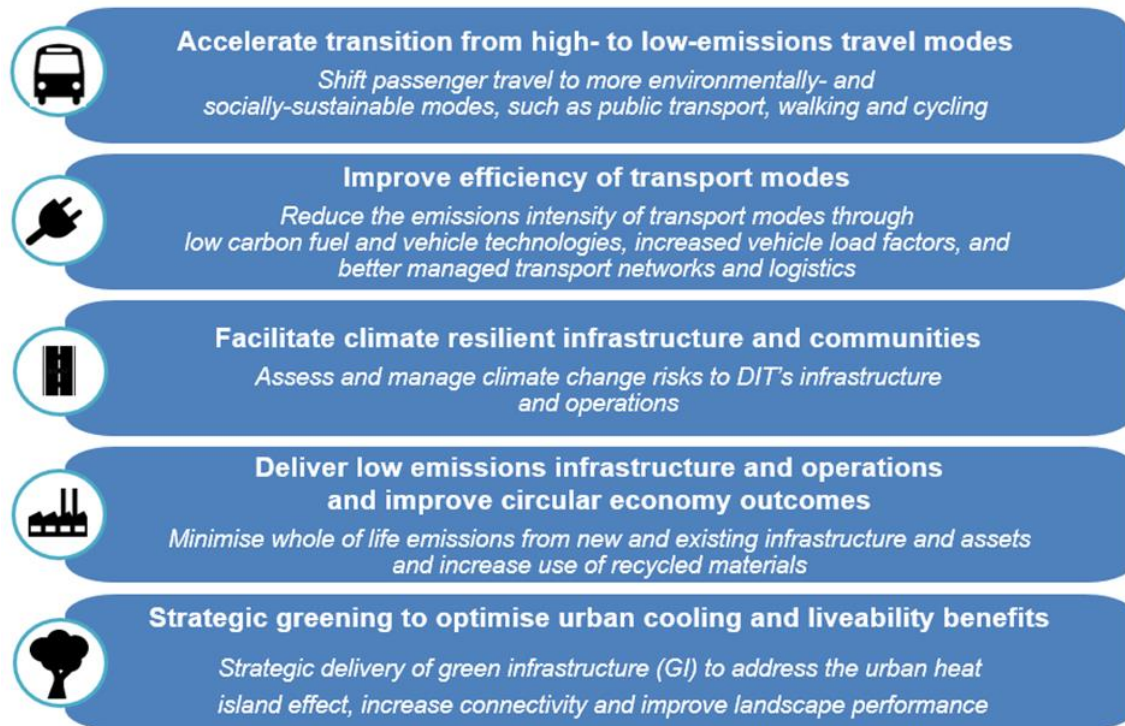 Accelerate transition from high- to low-emissions travel modes
Shift passenger travel to more environmentally- and
socially-sustainable modes, such as public transport, walking and cycling
Improve efficiency of transport modes
Reduce the emissions intensity of transport modes through
low carbon fuel and vehicle technologies, increased vehicle load factors, and
better managed transport networks and logistics
Facilitate climate resilient infrastructure and communities
Assess and manage climate change risks to DIT's infrastructure
and operations
Deliver low emissions infrastructure and operations
and improve circular economy outcomes
Minimise whole of life emissions from new and existing infrastructure and assets
and increase use of recycled materials
Strategic greening to optimise urban cooling and liveability benefits
Strategic delivery of green infrastructure (GI) to address the urban heat
island effect, increase connectivity and improve landscape performance